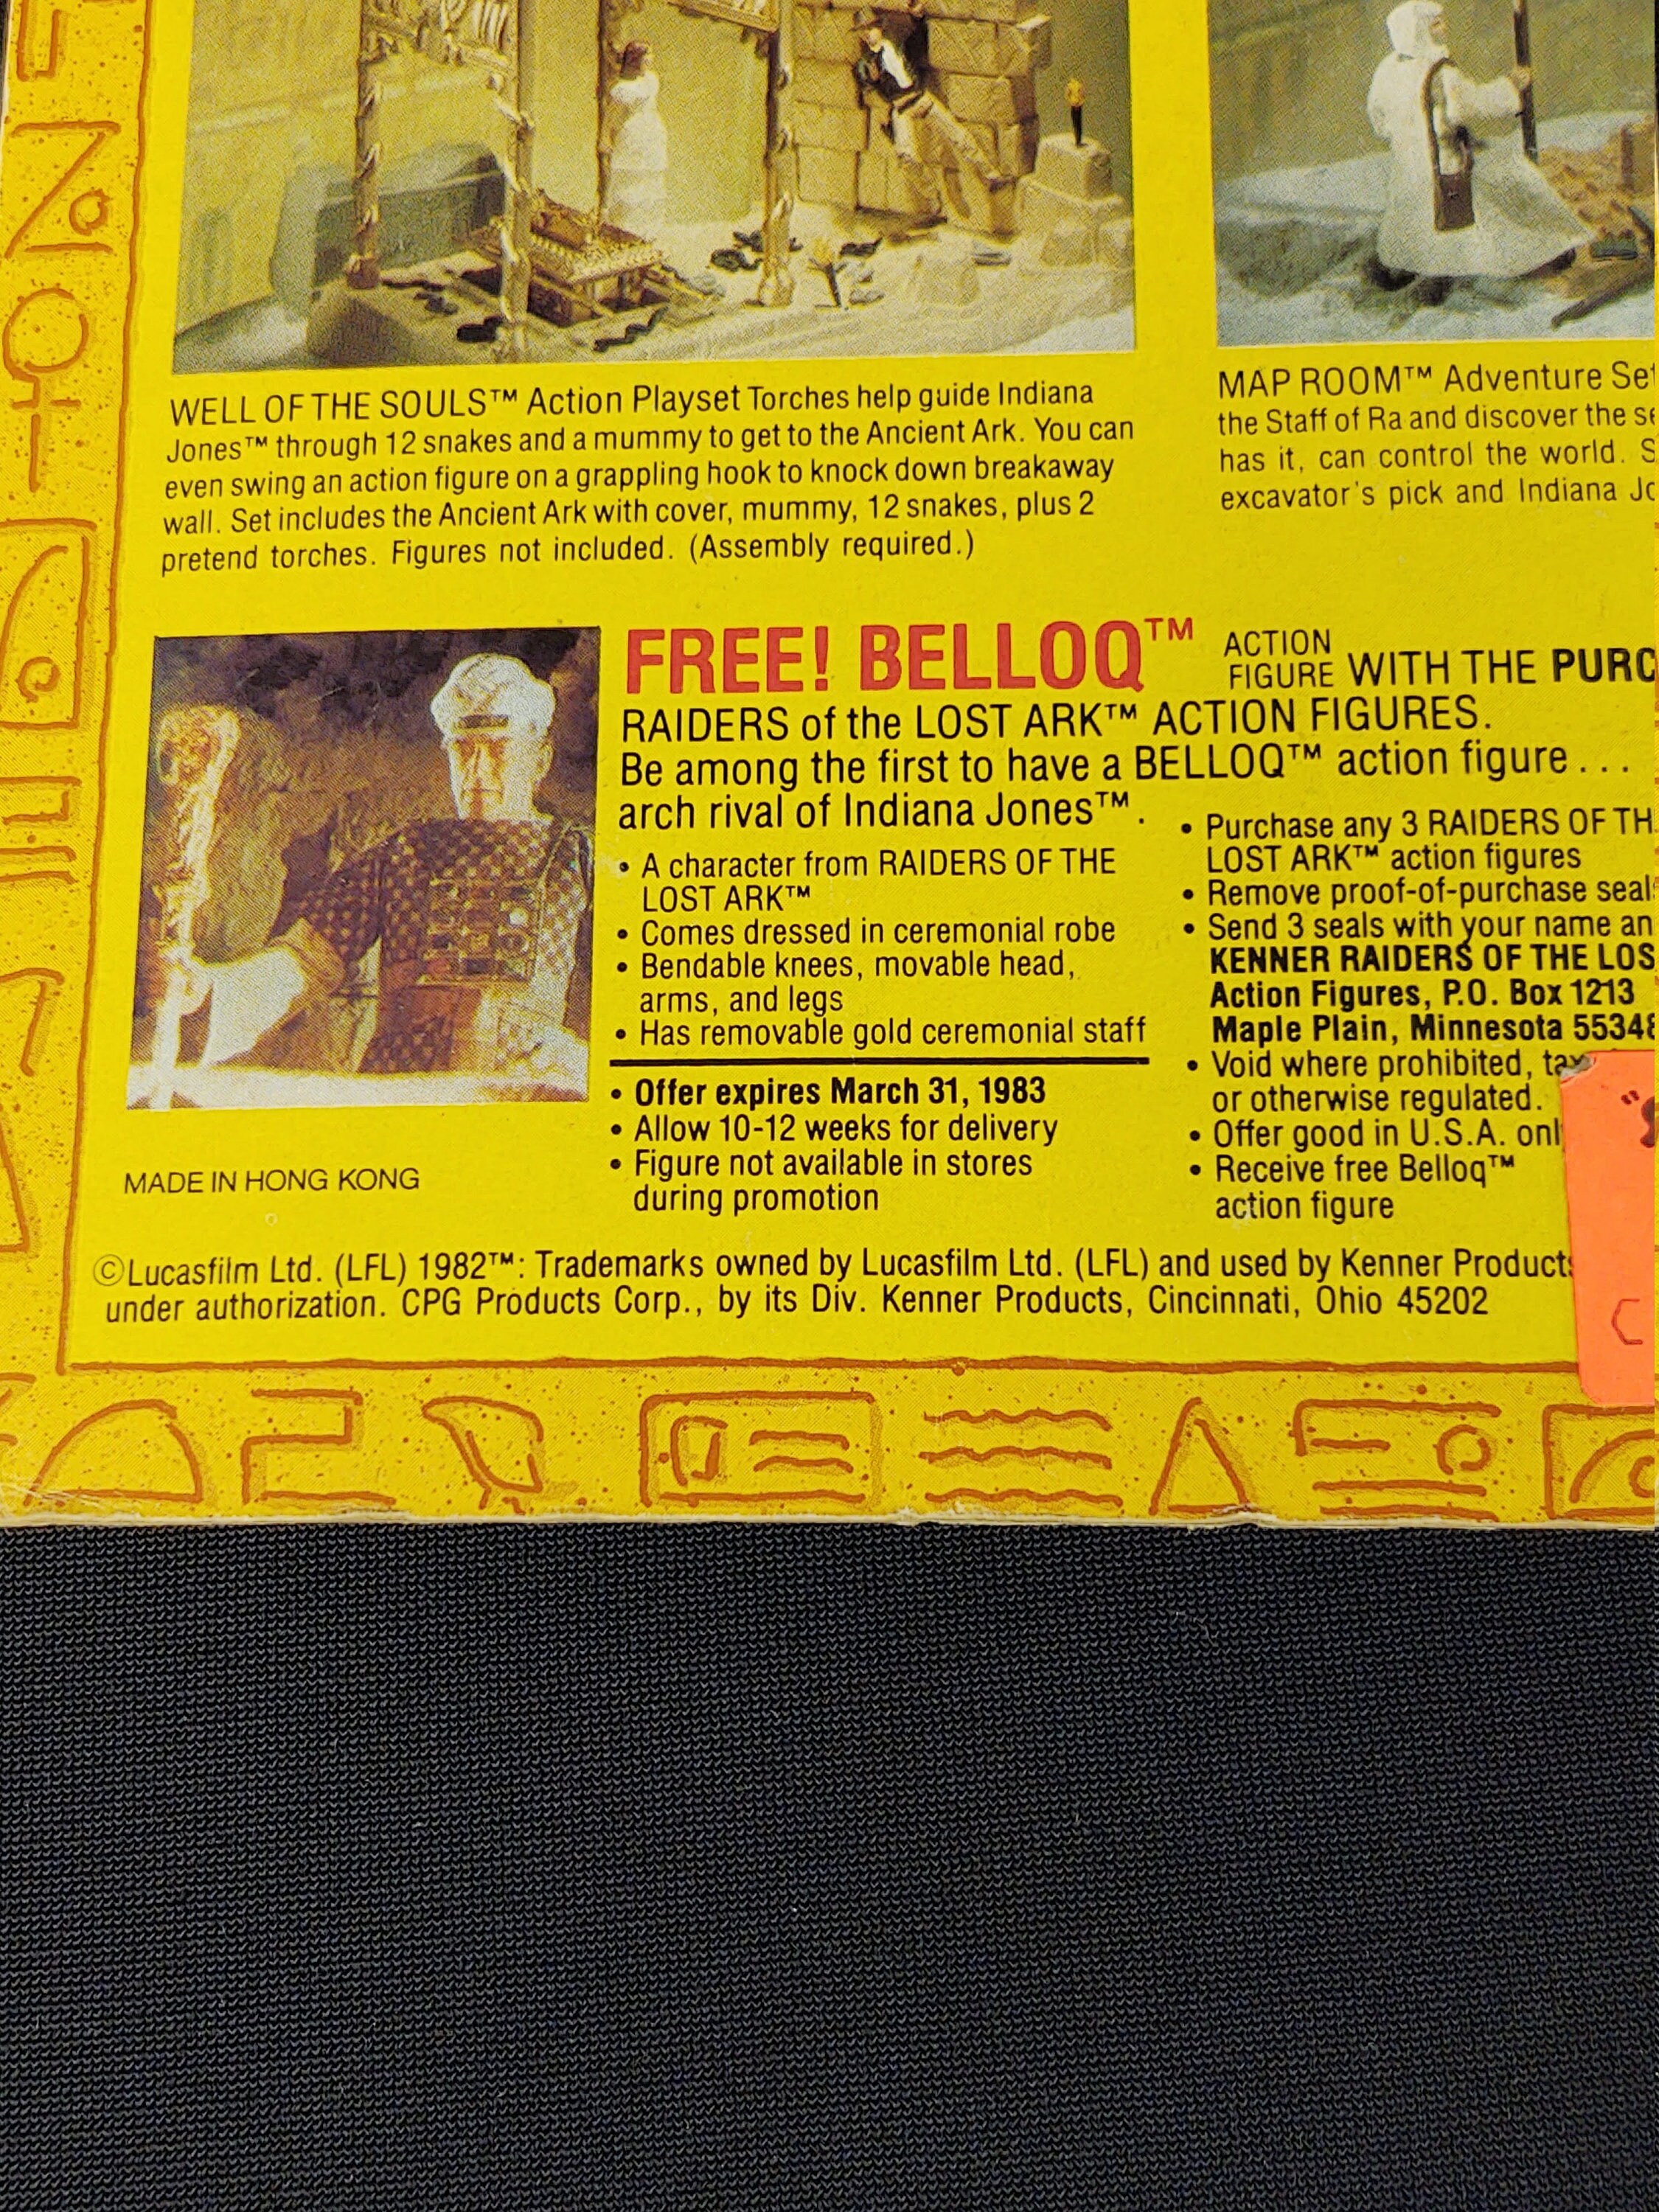 WELL OF THE SOULS™ Action Playset Torches help guide Indiana
Jones™ through 12 snakes and a mummy to get to the Ancient Ark. You can
even swing an action figure on a grappling hook to knock down breakaway
wall. Set includes the Ancient Ark with cover, mummy, 12 snakes, plus 2
pretend torches. Figures not included. (Assembly required.)
MAP ROOM™ Adventure
the Staff of Ra and discover the
has it, can control the world.
excavator's pick and Indiana
FREE! BELLOQ™ ACTION FIGURE WITH THE
RAIDERS of the LOST ARK™ ACTION FIGURES.
Be among the first to have a BELLOQ™ action figure . . .
arch rival of Indiana Jones™.
• A character from RAIDERS OF THE
LOST ARK™
• Comes dressed in ceremonial robe
• Bendable knees, movable head,
arms, and legs
• Has removable gold ceremonial staff
• Offer expires March 31, 1983
• Allow 10-12 weeks for delivery
• Figure not available in stores
during promotion
• Purchase any 3 RAIDERS OF
LOST ARK™ action figures
• Remove proof-of-purchase
• Send 3 seals with your name
KENNER RAIDERS OF THE
Action Figures, P.O. Box 1213
Maple Plain, Minnesota 55348
• Void where prohibited,
or otherwise regulated.
• Offer good in U.S.A.
• Receive free Belloq™
action figure
MADE IN HONG KONG
©Lucasfilm Ltd. (LFL) 1982™: Trademarks owned by Lucasfilm Ltd. (LFL) and used by Kenner Products
under authorization. CPG Products Corp., by its Div. Kenner Products, Cincinnati, Ohio 45202